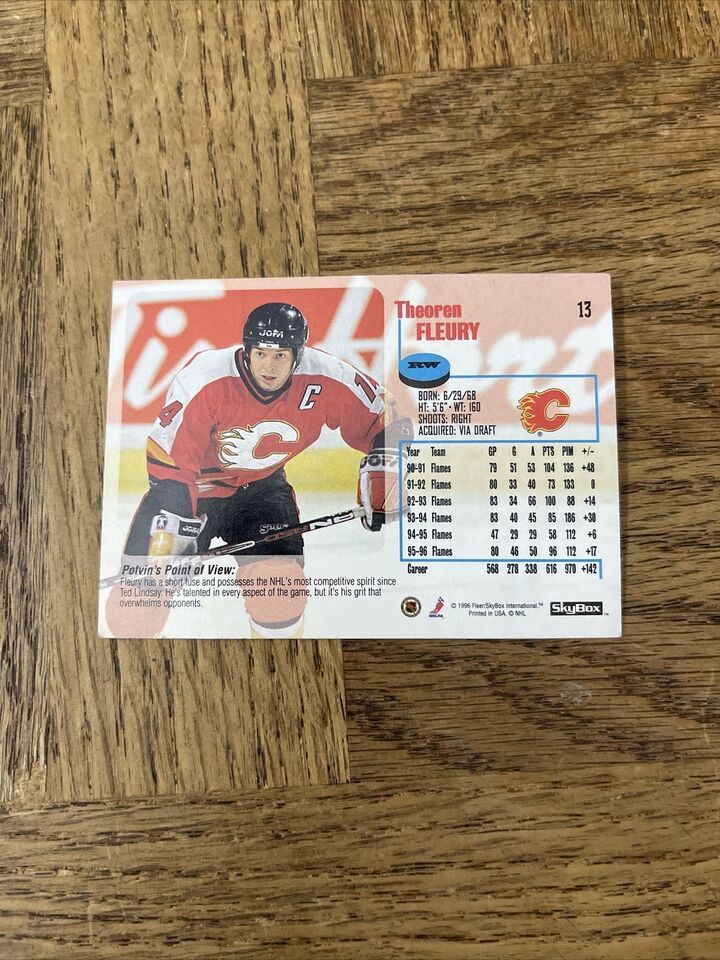 Theoren
FLEURY
13
RW
BORN: 6/29/68
HT: 5'6" • WT: 160
SHOOTS: RIGHT
ACQUIRED: VIA DRAFT
Year Team GP G A PTS PIM +/-
90-91 Flames 79 51 53 104 136 +48
91-92 Flames 80 33 40 73 133 0
92-93 Flames 83 34 66 100 88 +14
93-94 Flames 83 40 45 85 186 +30
94-95 Flames 47 29 29 58 112 +6
95-96 Flames 80 46 50 96 112 +17
Career 568 278 338 616 970 +142
JOFA
C
14
C
JOFA
Potvin's Point of View:
Fleury has a short fuse and possesses the NHL's most competitive spirit since
Ted Lindsay. He's talented in every aspect of the game, but it's his grit that
overwhelms opponents.
NHLPA
© 1996 Fleer/SkyBox International.™
Printed in USA. © NHL
SkyBox™